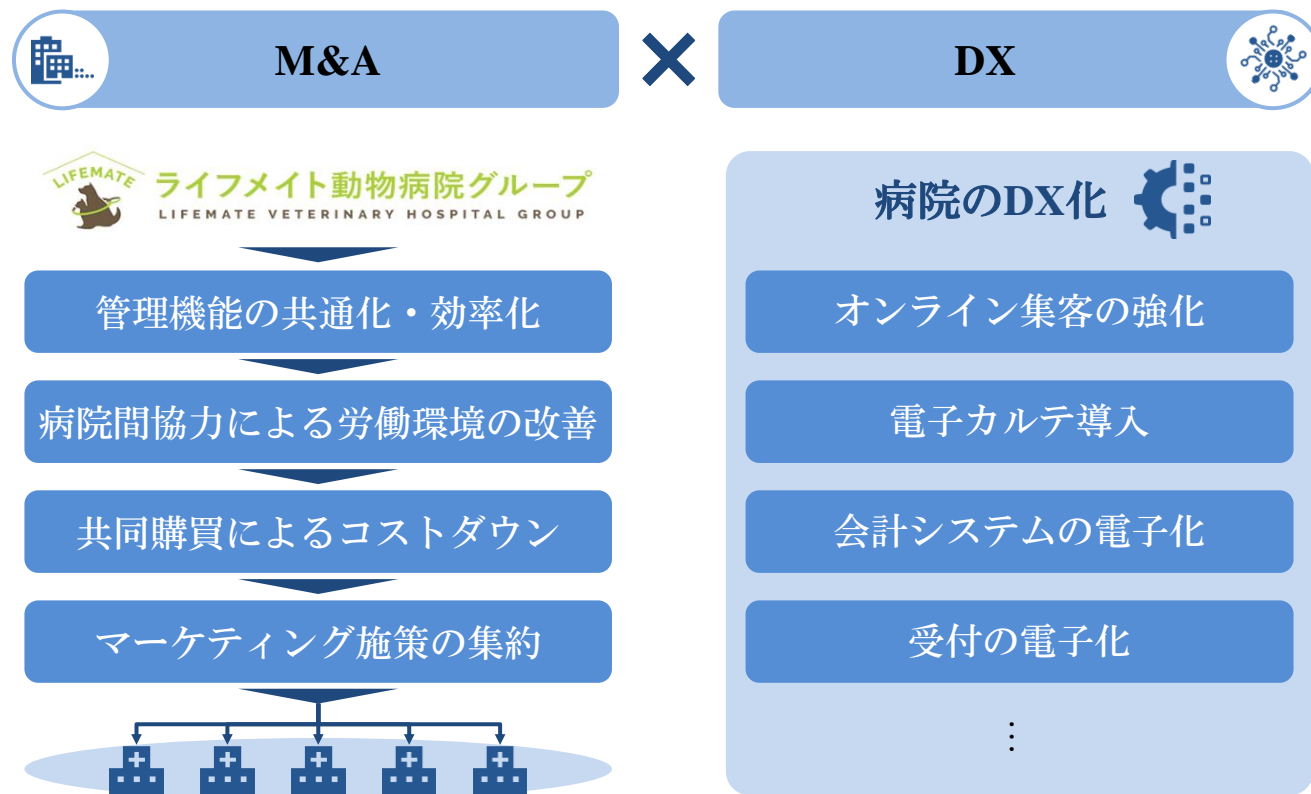 M&A
DX
LIFEMATE
ライフメイト動物病院グループ
LIFEMATE VETERINARY HOSPITAL GROUP
管理機能の共通化・効率化
病院間協力による労働環境の改善
共同購買によるコストダウン
マーケティング施策の集約
病院のDX化
オンライン集客の強化
電子カルテ導入
会計システムの電子化
受付の電子化
⋮